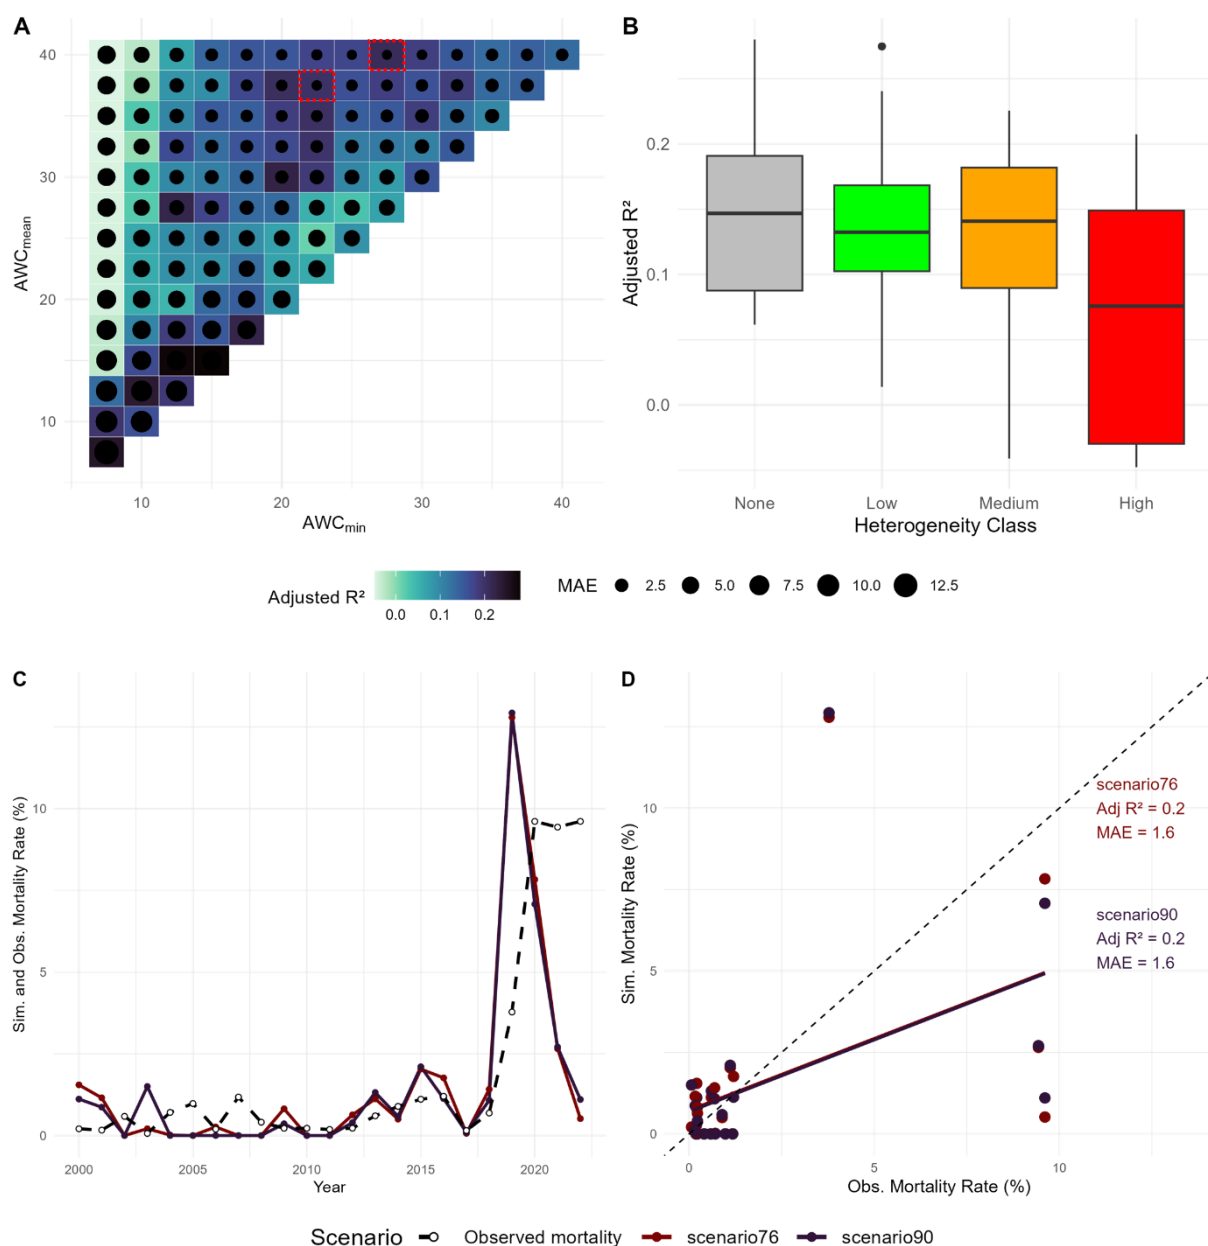 A
40
30
20
10
AWCmean
10
20
30
40
AWCmin
B
0.2
0.1
0.0
Adjusted R²
None
Low
Medium
High
Heterogeneity Class
Adjusted R²
0.0
0.1
0.2
MAE
2.5
5.0
7.5
10.0
12.5
C
10
5
0
Sim. and Obs. Mortality Rate (%)
2000
2005
2010
2015
2020
Year
D
10
5
0
Sim. Mortality Rate (%)
scenario76
Adj R² = 0.2
MAE = 1.6
scenario90
Adj R² = 0.2
MAE = 1.6
0
5
10
Obs. Mortality Rate (%)
Scenario
Observed mortality
scenario76
scenario90